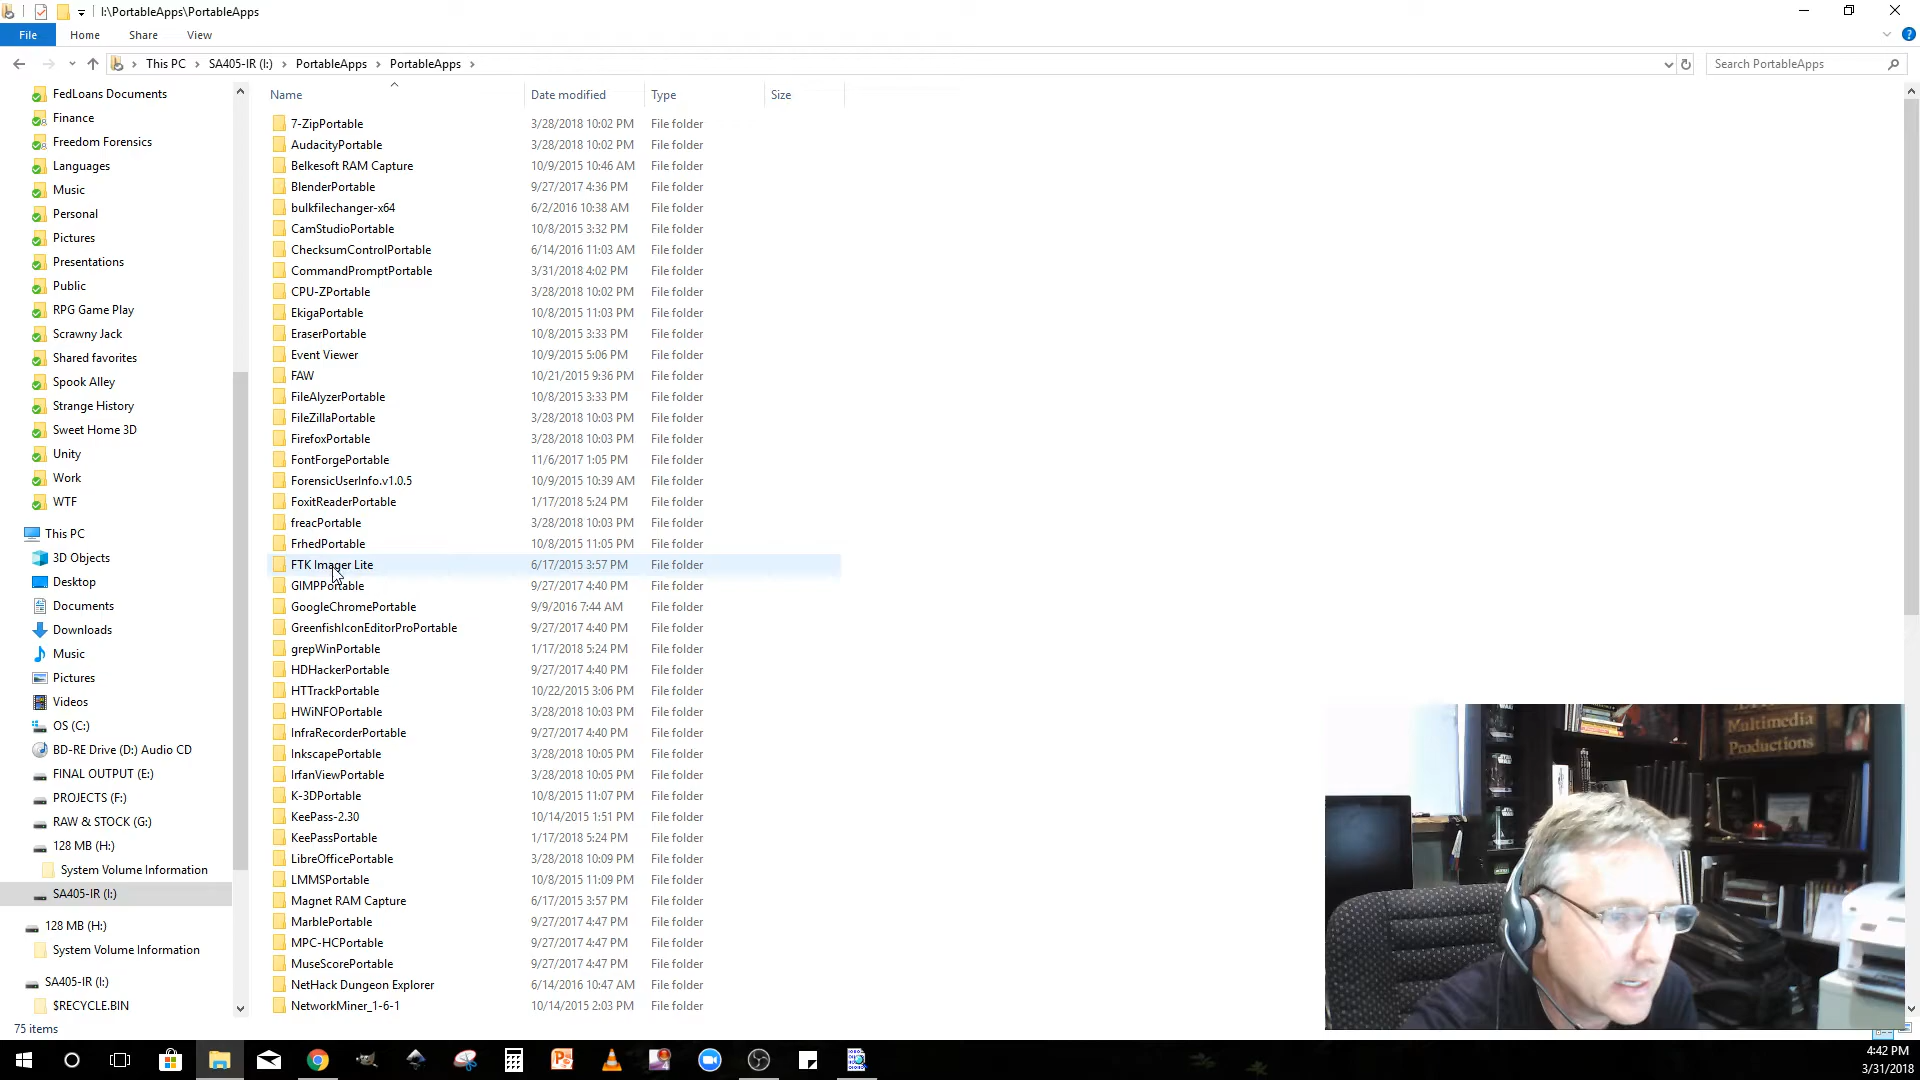 I:\PortableApps\PortableApps
File Home Share View
This PC SA405-IR (I:) PortableApps PortableApps
Search PortableApps
FedLoans Documents
Finance
Freedom Forensics
Languages
Music
Personal
Pictures
Presentations
Public
RPG Game Play
Scrawny Jack
Shared favorites
Spook Alley
Strange History
Sweet Home 3D
Unity
Work
WTF
This PC
3D Objects
Desktop
Documents
Downloads
Music
Pictures
Videos
OS (C:)
BD-RE Drive (D:) Audio CD
FINAL OUTPUT (E:)
PROJECTS (F:)
RAW & STOCK (G:)
128 MB (H:)
System Volume Information
SA405-IR (I:)
128 MB (H:)
System Volume Information
SA405-IR (I:)
$RECYCLE.BIN
Name Date modified Type Size
7-ZipPortable 3/28/2018 10:02 PM File folder
AudacityPortable 3/28/2018 10:02 PM File folder
Belkesoft RAM Capture 10/9/2015 10:46 AM File folder
BlenderPortable 9/27/2017 4:36 PM File folder
bulkfilechanger-x64 6/2/2016 10:38 AM File folder
CamStudioPortable 10/8/2015 3:32 PM File folder
ChecksumControlPortable 6/14/2016 11:03 AM File folder
CommandPromptPortable 3/31/2018 4:02 PM File folder
CPU-ZPortable 3/28/2018 10:02 PM File folder
EkigaPortable 10/8/2015 11:03 PM File folder
EraserPortable 10/8/2015 3:33 PM File folder
Event Viewer 10/9/2015 5:06 PM File folder
FAW 10/21/2015 9:36 PM File folder
FileAlyzerPortable 10/8/2015 3:33 PM File folder
FileZillaPortable 3/28/2018 10:03 PM File folder
FirefoxPortable 3/28/2018 10:03 PM File folder
FontForgePortable 11/6/2017 1:05 PM File folder
ForensicUserInfo.v1.0.5 10/9/2015 10:39 AM File folder
FoxitReaderPortable 1/17/2018 5:24 PM File folder
freacPortable 3/28/2018 10:03 PM File folder
FrhedPortable 10/8/2015 11:05 PM File folder
FTK Imager Lite 6/17/2015 3:57 PM File folder
GIMPPortable 9/27/2017 4:40 PM File folder
GoogleChromePortable 9/9/2016 7:44 AM File folder
GreenfishIconEditorProPortable 9/27/2017 4:40 PM File folder
grepWinPortable 1/17/2018 5:24 PM File folder
HDHackerPortable 9/27/2017 4:40 PM File folder
HTTrackPortable 10/22/2015 3:06 PM File folder
HWiNFOPortable 3/28/2018 10:03 PM File folder
InfraRecorderPortable 9/27/2017 4:40 PM File folder
InkscapePortable 3/28/2018 10:05 PM File folder
IrfanViewPortable 3/28/2018 10:05 PM File folder
K-3DPortable 10/8/2015 11:07 PM File folder
KeePass-2.30 10/14/2015 1:51 PM File folder
KeePassPortable 1/17/2018 5:24 PM File folder
LibreOfficePortable 3/28/2018 10:09 PM File folder
LMMSPortable 10/8/2015 11:09 PM File folder
Magnet RAM Capture 6/17/2015 3:57 PM File folder
MarblePortable 9/27/2017 4:47 PM File folder
MPC-HCPortable 9/27/2017 4:47 PM File folder
MuseScorePortable 9/27/2017 4:47 PM File folder
NetHack Dungeon Explorer 6/14/2016 10:47 AM File folder
NetworkMiner_1-6-1 10/14/2015 2:03 PM File folder
Multimedia
Productions
75 items
4:42 PM
3/31/2018